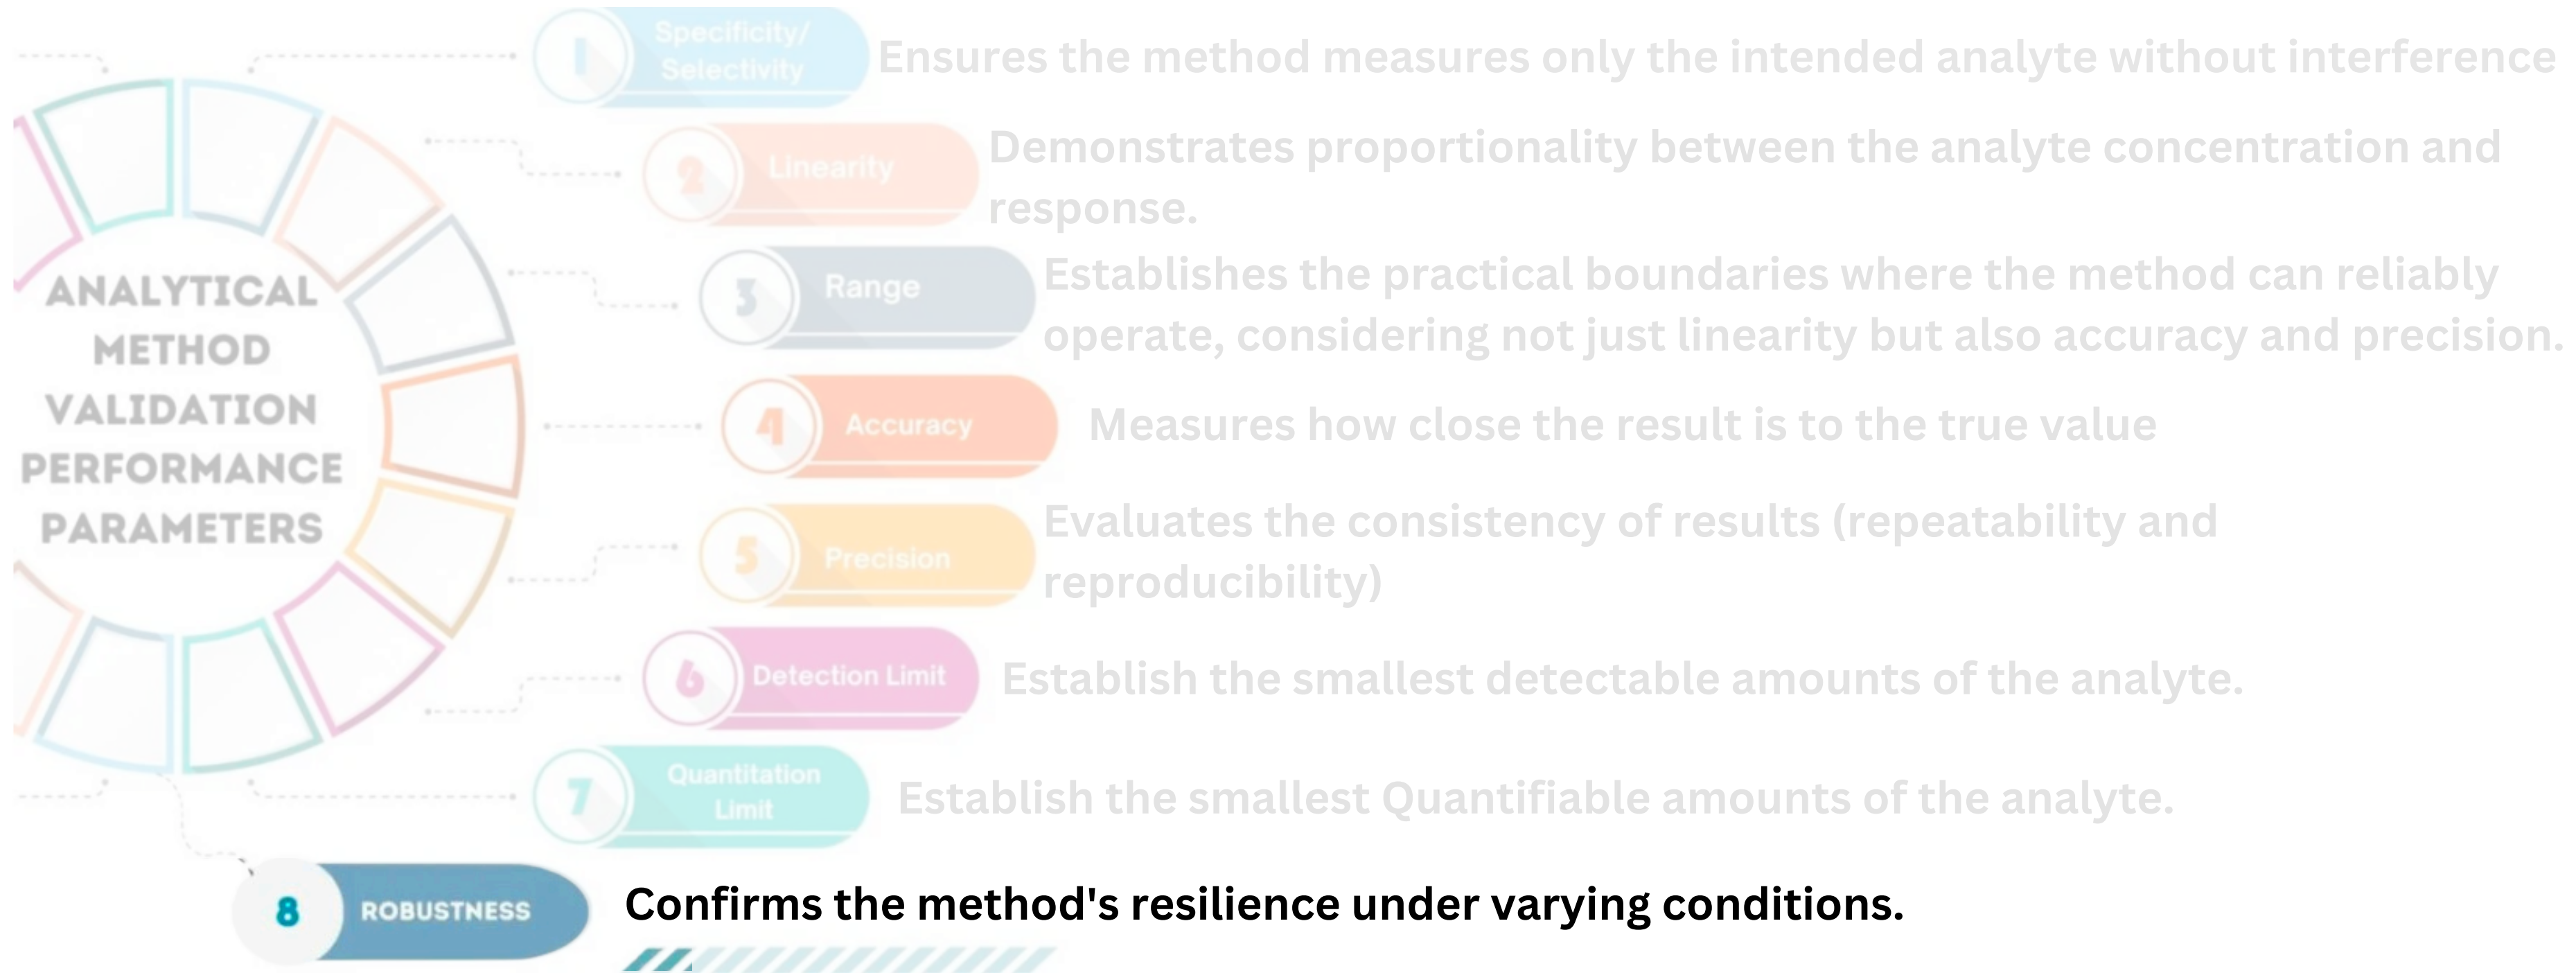 ANALYTICAL
METHOD
VALIDATION
PERFORMANCE
PARAMETERS
1
Specificity/
Selectivity
Ensures the method measures only the intended analyte without interference
2
Linearity
Demonstrates proportionality between the analyte concentration and
response.
3
Range
Establishes the practical boundaries where the method can reliably
operate, considering not just linearity but also accuracy and precision.
4
Accuracy
Measures how close the result is to the true value
5
Precision
Evaluates the consistency of results (repeatability and
reproducibility)
6
Detection Limit
Establish the smallest detectable amounts of the analyte.
7
Quantitation
Limit
Establish the smallest Quantifiable amounts of the analyte.
8
ROBUSTNESS
Confirms the method's resilience under varying conditions.